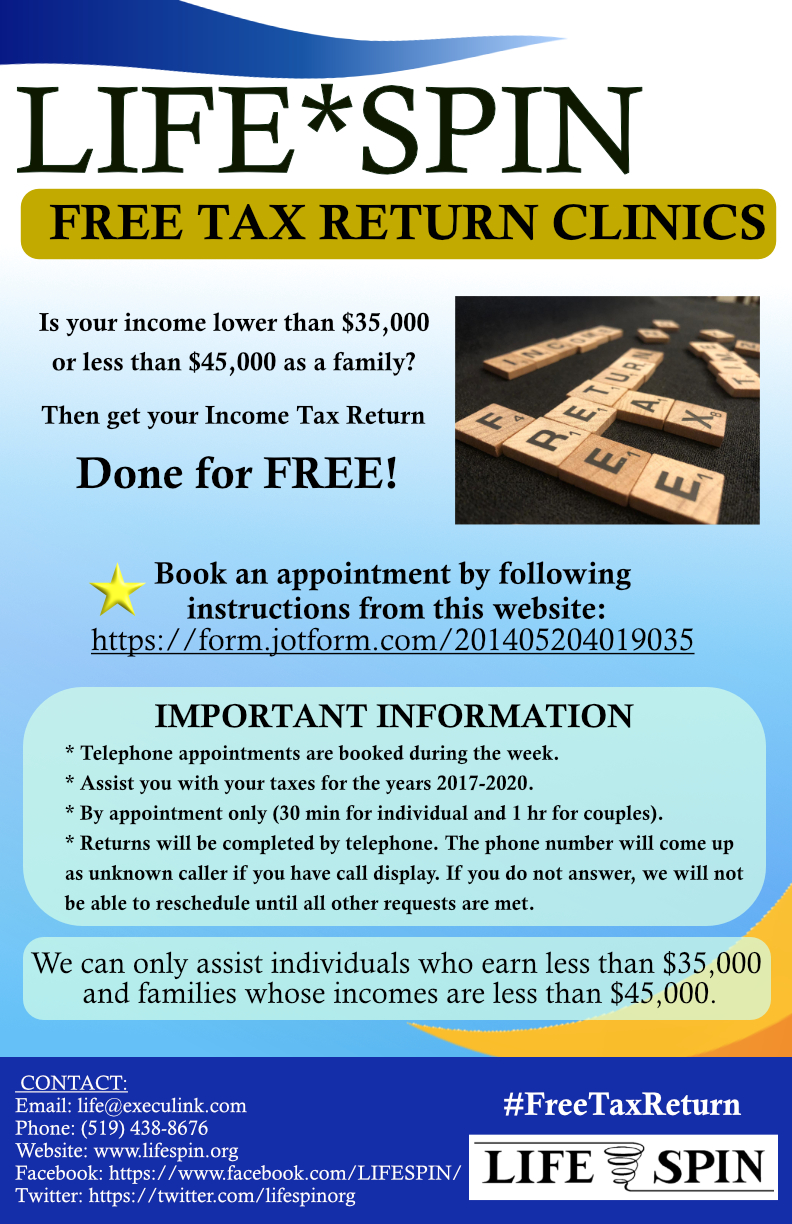 LIFE*SPIN
FREE TAX RETURN CLINICS
Is your income lower than $35,000
or less than $45,000 as a family?
Then get your Income Tax Return
Done for FREE!
INCOME
RETURN
TAX
FREE
TIME
Book an appointment by following
instructions from this website:
https://form.jotform.com/201405204019035
IMPORTANT INFORMATION
* Telephone appointments are booked during the week.
* Assist you with your taxes for the years 2017-2020.
* By appointment only (30 min for individual and 1 hr for couples).
* Returns will be completed by telephone. The phone number will come up
as unknown caller if you have call display. If you do not answer, we will not
be able to reschedule until all other requests are met.
We can only assist individuals who earn less than $35,000
and families whose incomes are less than $45,000.
CONTACT:
Email: life@execulink.com
Phone: (519) 438-8676
Website: www.lifespin.org
Facebook: https://www.facebook.com/LIFESPIN/
Twitter: https://twitter.com/lifespinorg
#FreeTaxReturn
LIFE SPIN